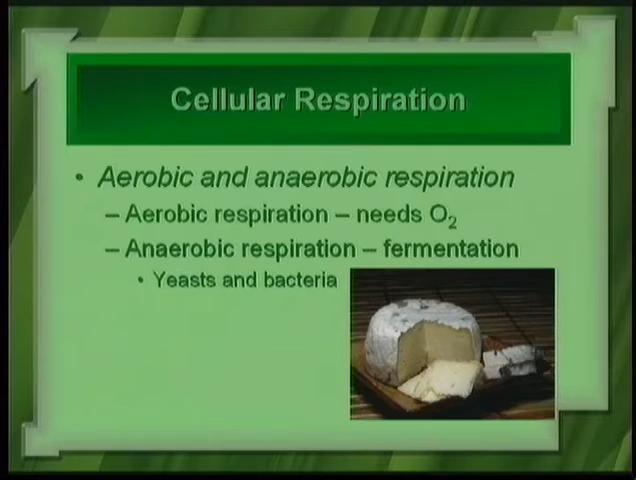 Cellular Respiration
• Aerobic and anaerobic respiration
– Aerobic respiration – needs O₂
– Anaerobic respiration – fermentation
• Yeasts and bacteria